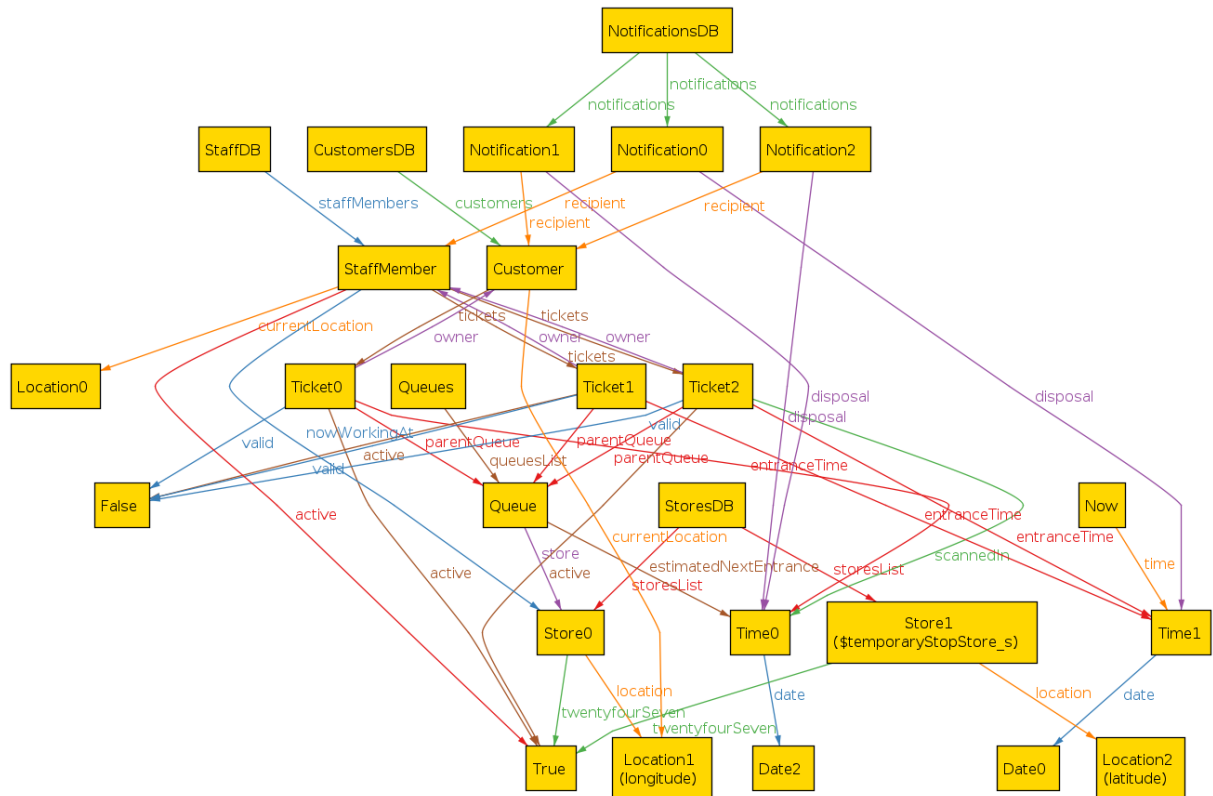 NotificationsDB
notifications
notifications
notifications
StaffDB
CustomersDB
Notification1
Notification0
Notification2
staffMembers
customers
recipient
recipient
recipient
StaffMember
Customer
currentLocation
tickets
tickets
owner
owner
owner
tickets
disposal
disposal
disposal
Location0
Ticket0
Queues
Ticket1
Ticket2
valid
nowWorkingAt
valid
active
parentQueue
parentQueue
parentQueue
queuesList
valid
entranceTime
False
Queue
StoresDB
Now
active
store
currentLocation
entranceTime
entranceTime
scannedIn
time
active
active
estimatedNextEntrance
storesList
storesList
Store0
Time0
Store1
($temporaryStopStore_s)
Time1
twentyfourSeven
location
twentyfourSeven
date
location
date
True
Location1
(longitude)
Date2
Date0
Location2
(latitude)